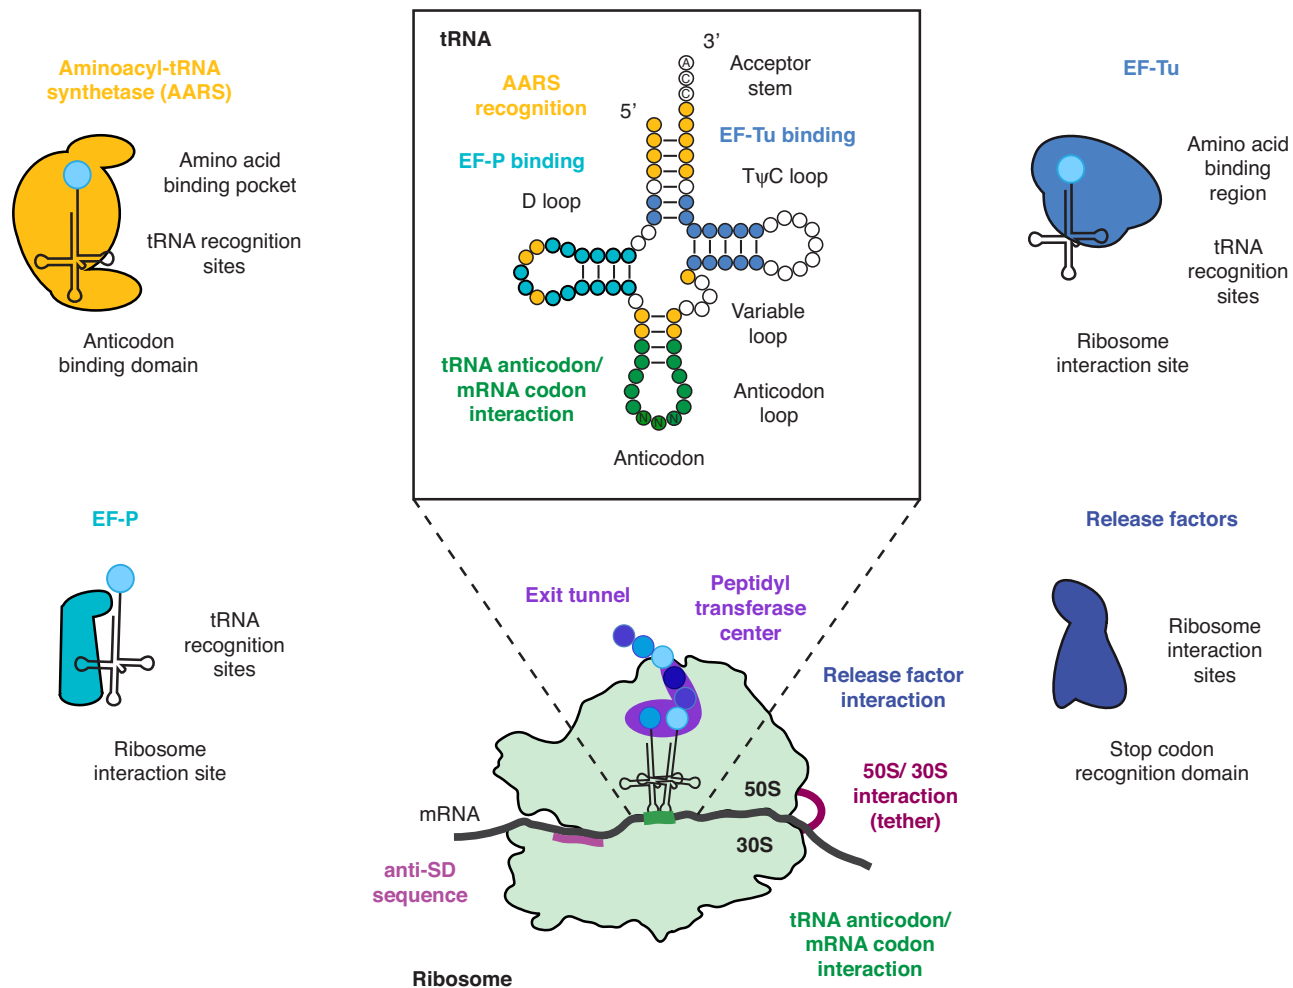 Aminoacyl-tRNA
synthetase (AARS)
Amino acid
binding pocket
tRNA recognition
sites
Anticodon
binding domain
tRNA
3’
A
C
C
Acceptor
stem
AARS
recognition
5’
EF-Tu binding
EF-P binding
TψC loop
D loop
Variable
loop
tRNA anticodon/
mRNA codon
interaction
Anticodon
loop
N N N
Anticodon
EF-Tu
Amino acid
binding
region
tRNA
recognition
sites
Ribosome
interaction site
EF-P
tRNA
recognition
sites
Ribosome
interaction site
Exit tunnel
Peptidyl
transferase
center
Release factor
interaction
50S/ 30S
interaction
(tether)
50S
mRNA
30S
anti-SD
sequence
tRNA anticodon/
mRNA codon
interaction
Ribosome
Release factors
Ribosome
interaction
sites
Stop codon
recognition domain